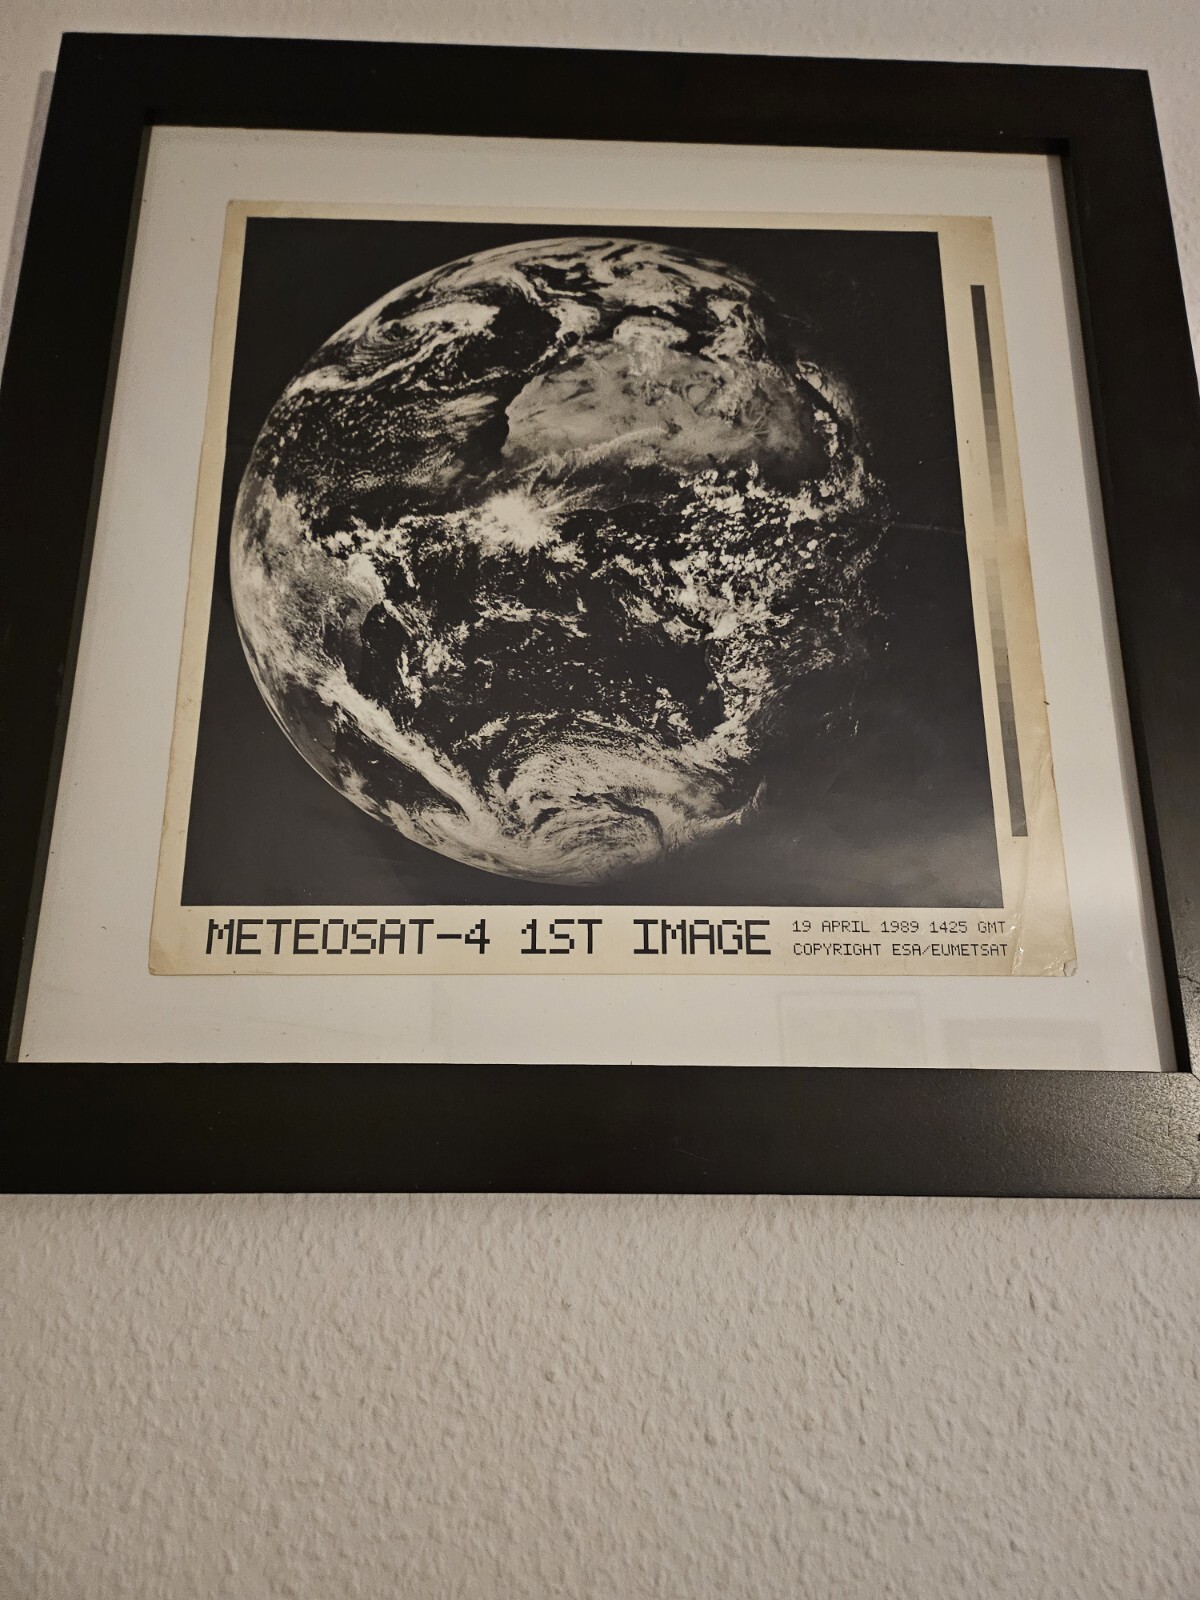 METEOSAT-4 1ST IMAGE
19 APRIL 1989 1425 GMT
COPYRIGHT ESA/EUMETSAT